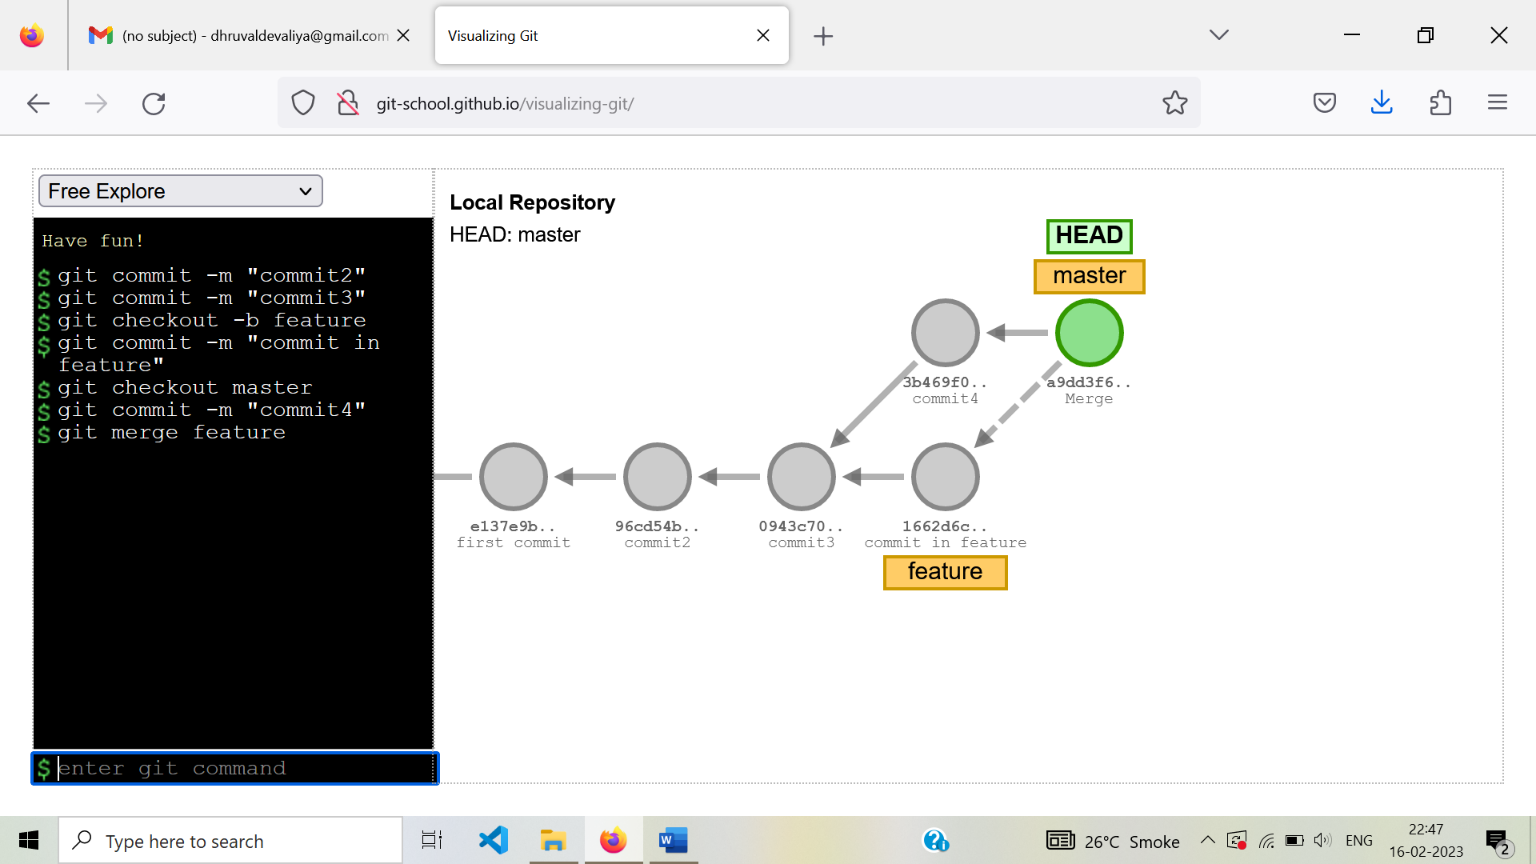 (no subject) - dhruvaldevaliya@gmail.com
Visualizing Git
git-school.github.io/visualizing-git/
Free Explore
Have fun!
$ git commit -m "commit2"
$ git commit -m "commit3"
$ git checkout -b feature
$ git commit -m "commit in
feature"
$ git checkout master
$ git commit -m "commit4"
$ git merge feature
$ enter git command
Local Repository
HEAD: master
HEAD
master
3b469f0..
commit4
a9dd3f6..
Merge
e137e9b..
first commit
96cd54b..
commit2
0943c70..
commit3
1662d6c..
commit in feature
feature
Type here to search
W
26°C Smoke
ENG
22:47
16-02-2023
2